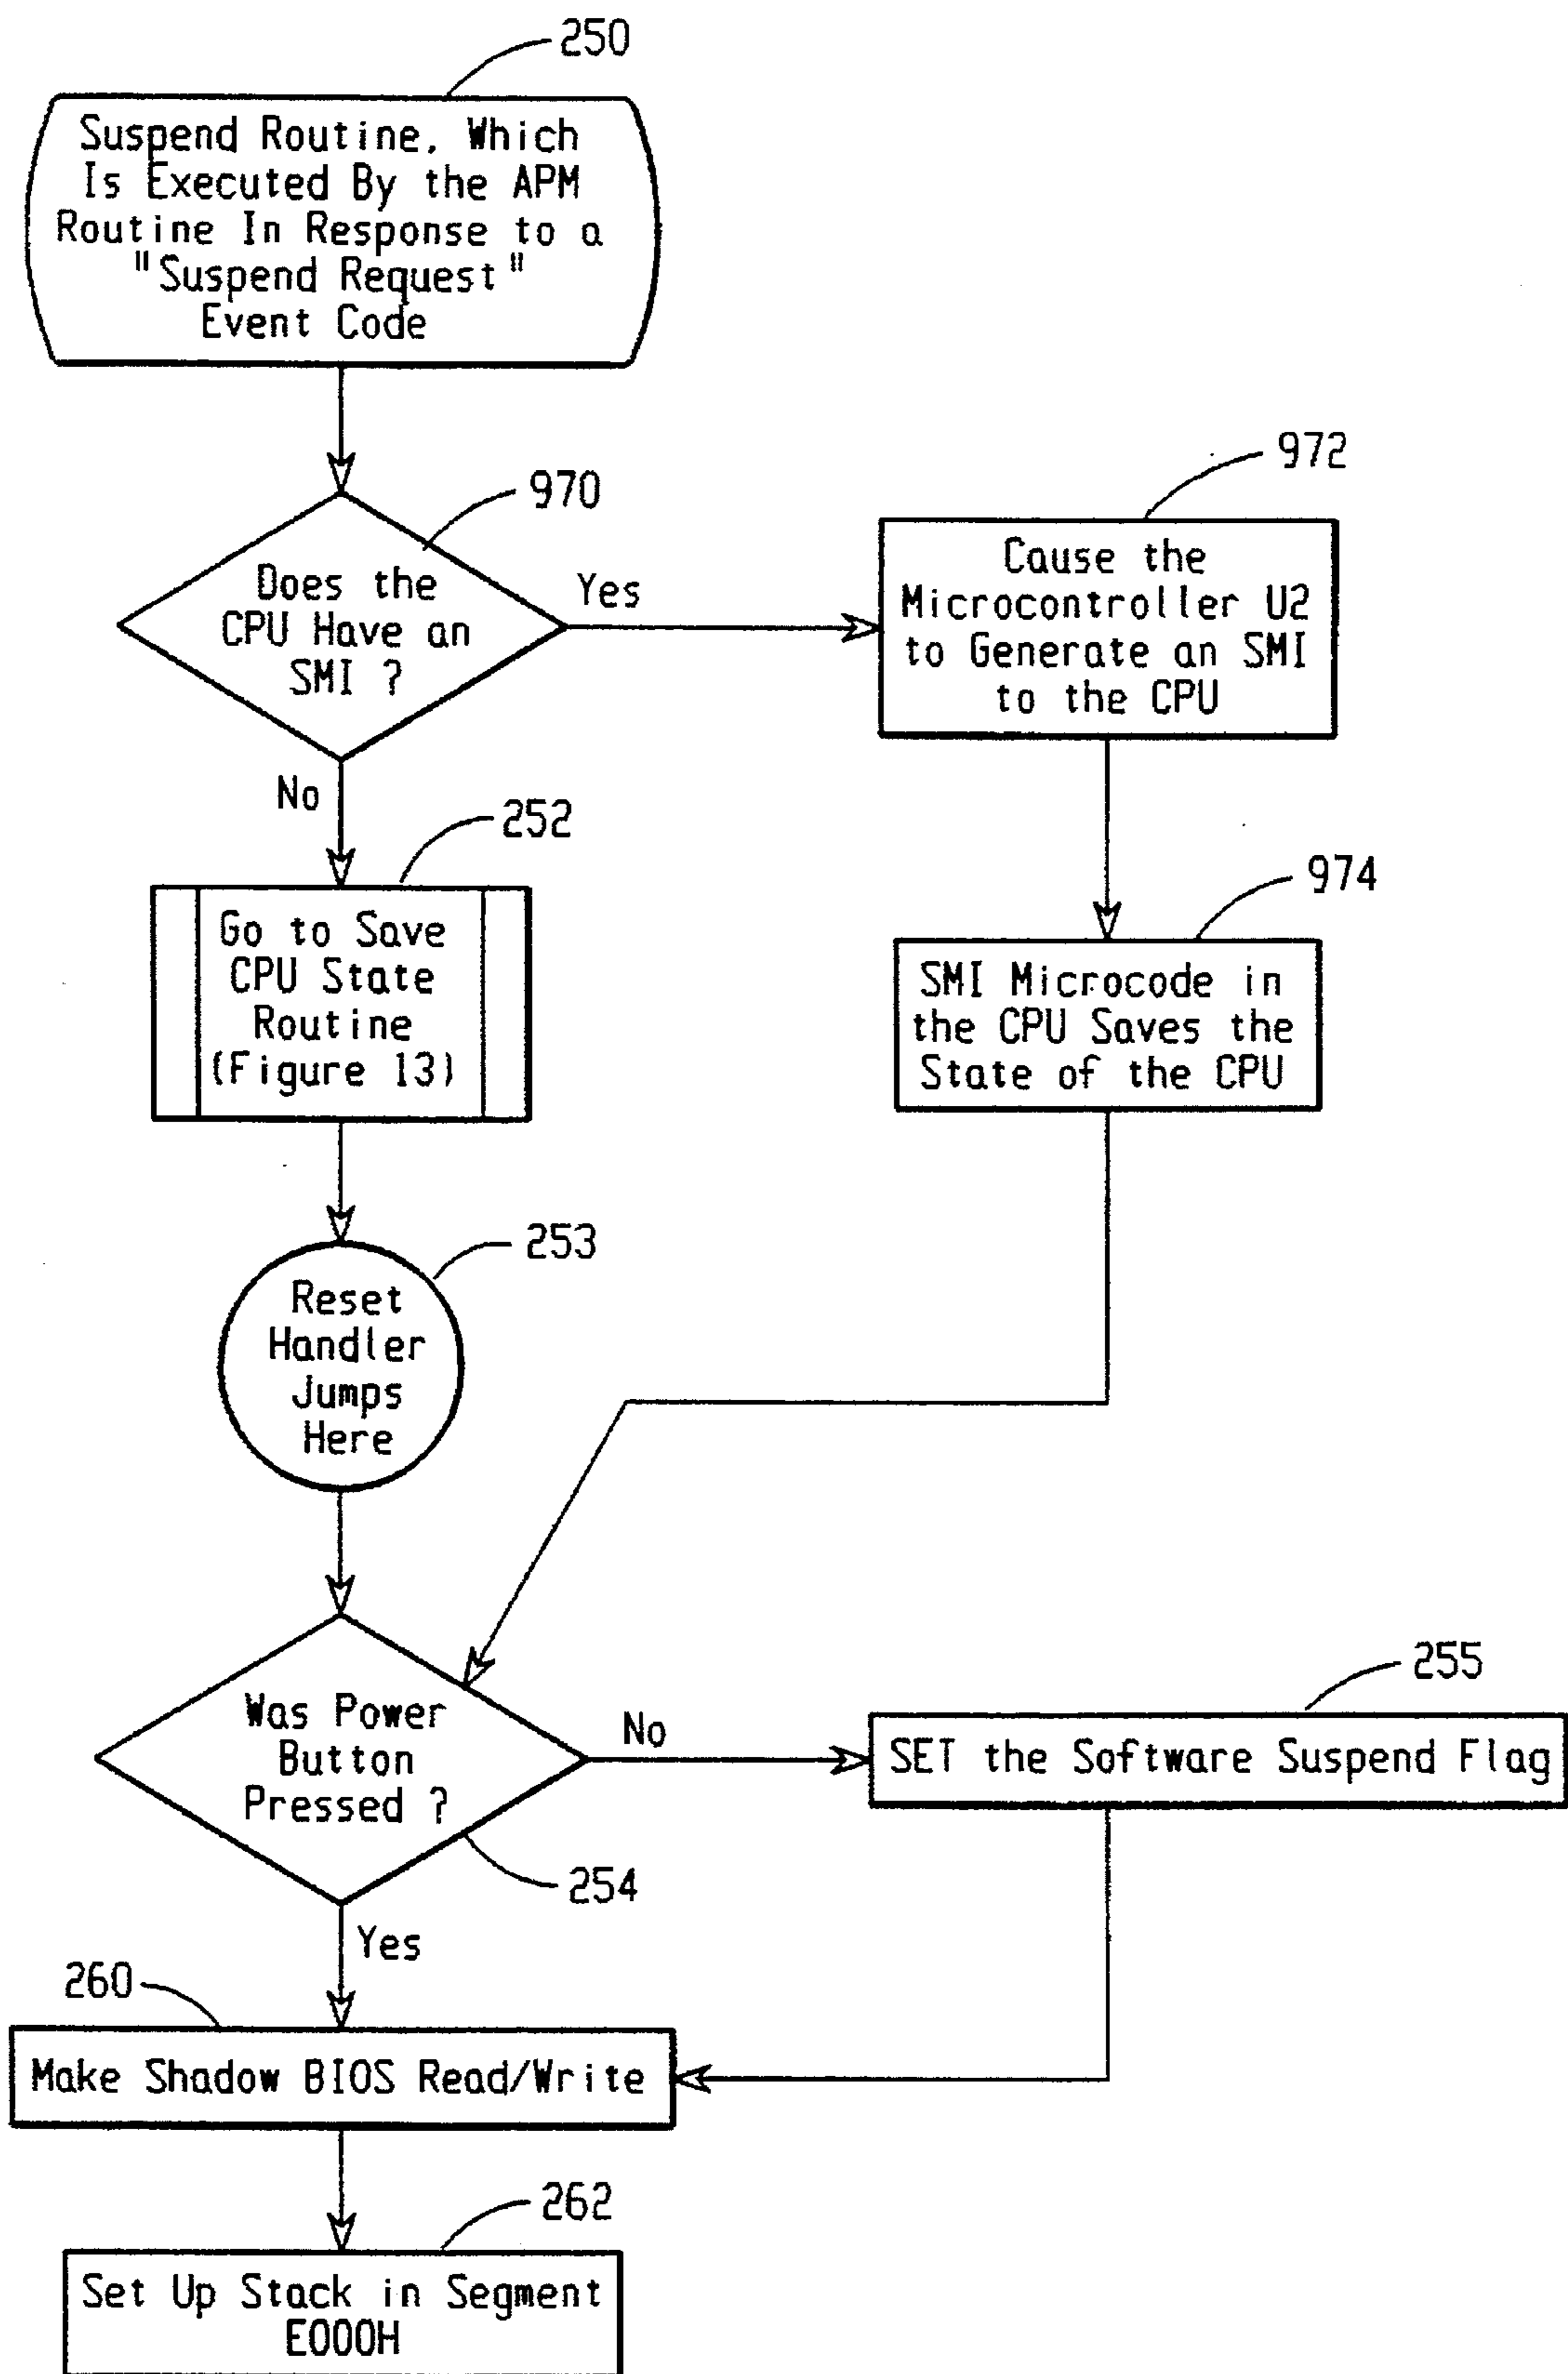 250
Suspend Routine, Which
Is Executed By the APM
Routine In Response to a
"Suspend Request"
Event Code
970
Does the
CPU Have an
SMI ?
Yes
No
972
Cause the
Microcontroller U2
to Generate an SMI
to the CPU
252
Go to Save
CPU State
Routine
(Figure 13)
974
SMI Microcode in
the CPU Saves the
State of the CPU
253
Reset
Handler
Jumps
Here
Was Power
Button
Pressed ?
254
No
255
SET the Software Suspend Flag
Yes
260
Make Shadow BIOS Read/Write
262
Set Up Stack in Segment
E000H